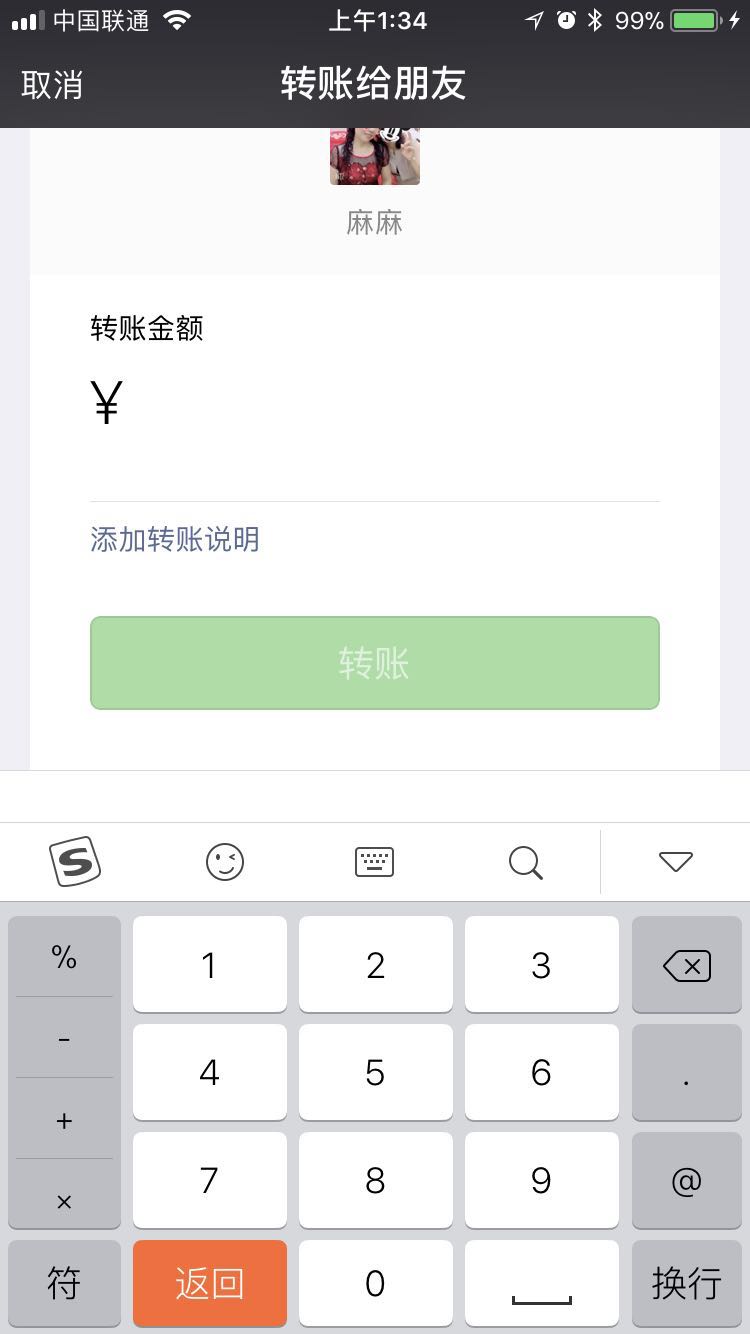 中国联通 上午1:34 99%
取消 转账给朋友
麻麻
转账金额
¥
添加转账说明
转账
S
% 1 2 3
- 4 5 6 .
+ 7 8 9 @
×
符 返回 0 换行